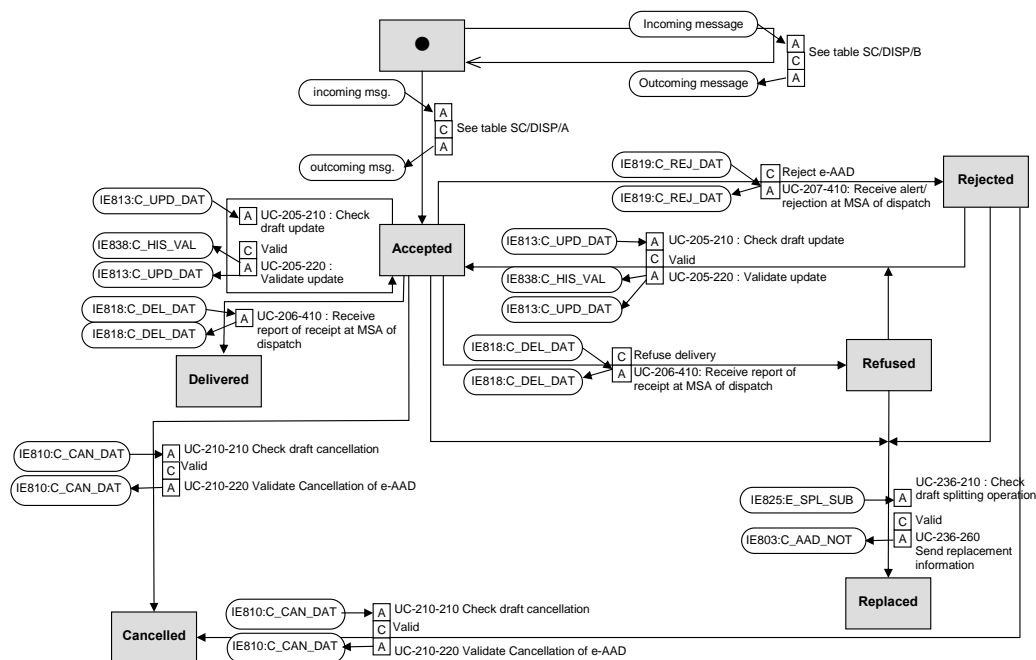 Incoming message
A
See table SC/DISP/B
C
A
Outcoming message
incoming msg.
A
C
See table SC/DISP/A
A
outcoming msg.
IE819:C_REJ_DAT
C
Reject e-AAD
IE819:C_REJ_DAT
A
UC-207-410: Receive alert/
rejection at MSA of dispatch
Rejected
IE813:C_UPD_DAT
A
UC-205-210 : Check
draft update
IE838:C_HIS_VAL
C
Valid
IE813:C_UPD_DAT
A
UC-205-220 :
Validate update
Accepted
IE813:C_UPD_DAT
A
UC-205-210 : Check draft update
C
Valid
IE838:C_HIS_VAL
A
UC-205-220 : Validate update
IE813:C_UPD_DAT
IE818:C_DEL_DAT
A
UC-206-410 : Receive
report of receipt at MSA of
dispatch
IE818:C_DEL_DAT
Delivered
IE818:C_DEL_DAT
C
Refuse delivery
IE818:C_DEL_DAT
A
UC-206-410: Receive report of
receipt at MSA of dispatch
Refused
IE810:C_CAN_DAT
A
UC-210-210 Check draft cancellation
C
Valid
IE810:C_CAN_DAT
A
UC-210-220 Validate Cancellation of e-AAD
IE825:E_SPL_SUB
A
UC-236-210 : Check
draft splitting operation
C
Valid
IE803:C_AAD_NOT
A
UC-236-260
Send replacement
information
Replaced
IE810:C_CAN_DAT
A
UC-210-210 Check draft cancellation
C
Valid
IE810:C_CAN_DAT
A
UC-210-220 Validate Cancellation of e-AAD
Cancelled